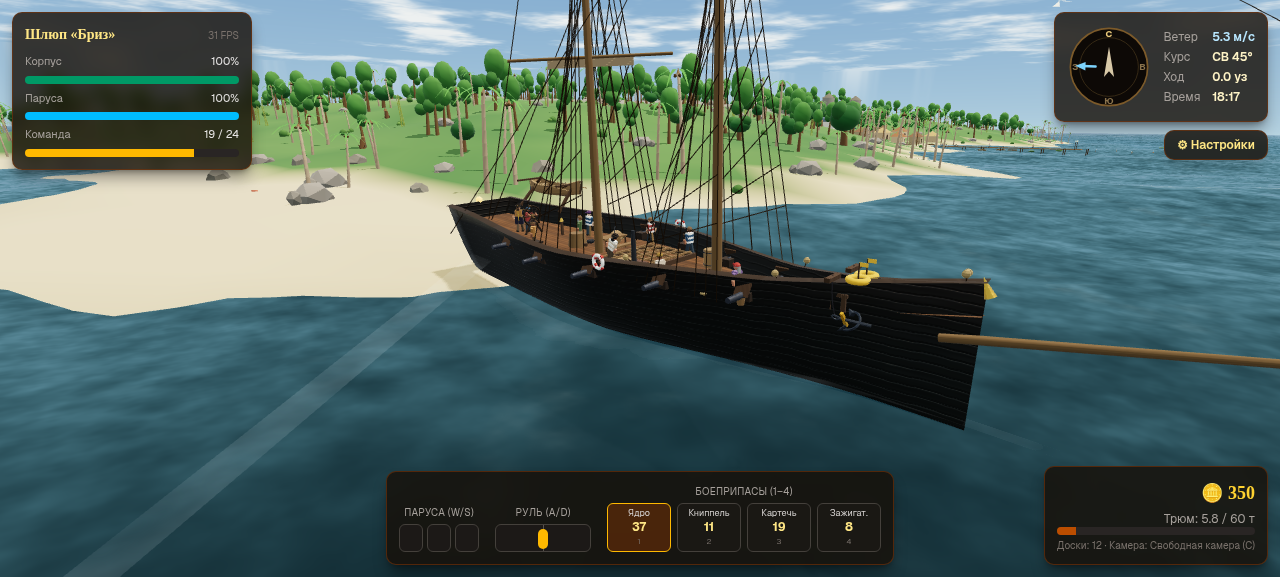 Шлюп «Бриз» 31 FPS
Корпус 100%
Паруса 100%
Команда 19 / 24
С
З В
Ю
Ветер 5.3 м/с
Курс СВ 45°
Ход 0.0 уз
Время 18:17
⚙ Настройки
БОЕПРИПАСЫ (1–4)
ПАРУСА (W/S) РУЛЬ (A/D)
Ядро Книппель Картечь Зажигат.
37 11 19 8
1 2 3 4
350
Трюм: 5.8 / 60 т
Доски: 12 · Камера: Свободная камера (C)